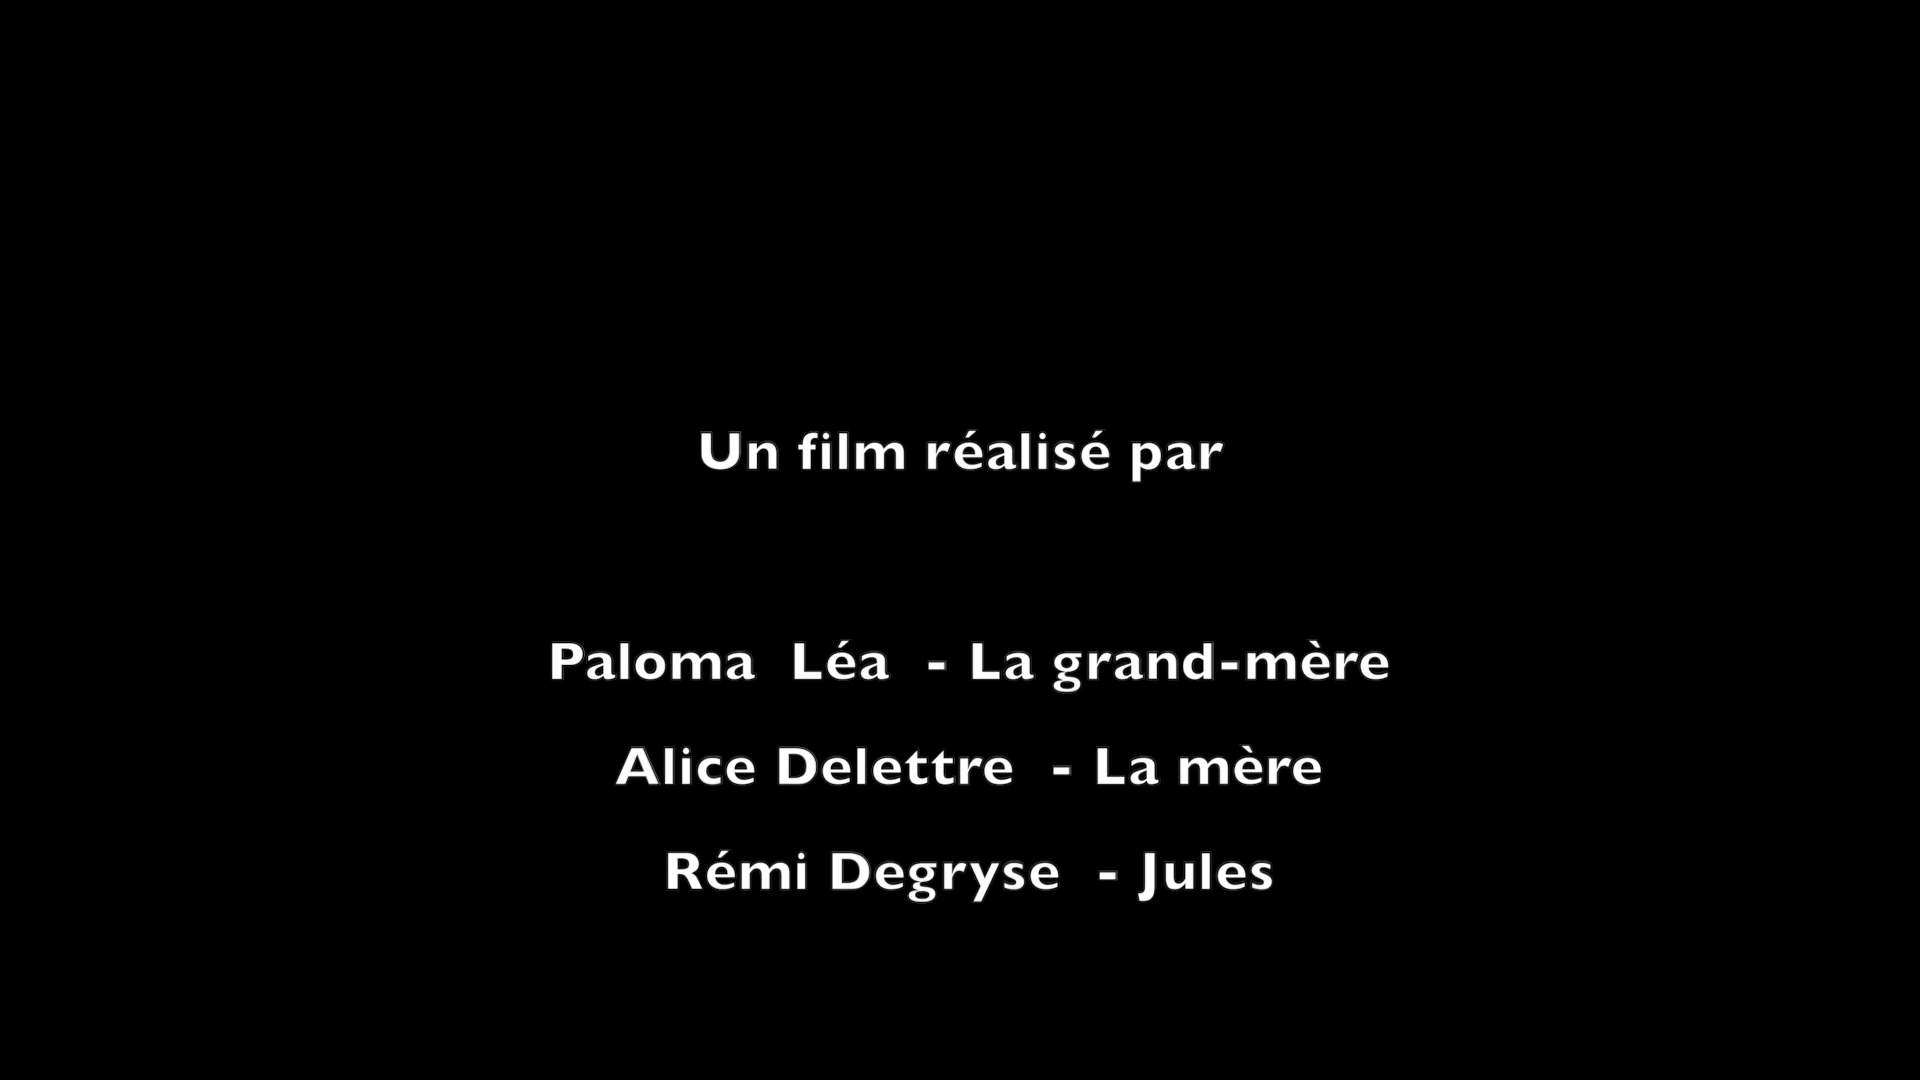 Un film réalisé par
Paloma  Léa  - La grand-mère
Alice Delettre  - La mère
Rémi Degryse  - Jules